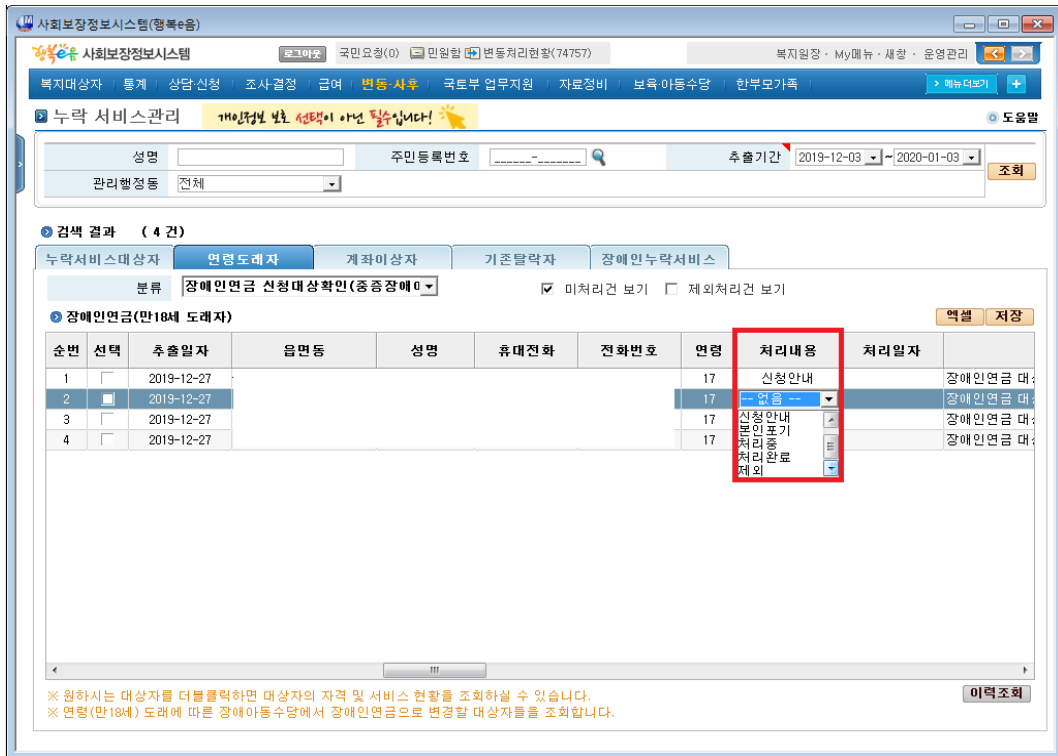 사회보장정보시스템(행복e음)
행복e음 사회보장정보시스템 로그아웃 국민요청(0) 민원함 변동처리현황(74757) 복지원장 · My메뉴 · 새창 · 운영관리
복지대상자 통계 상담·신청 조사·결정 급여 변동·사후 국토부 업무지원 자료정비 보육·아동수당 한부모가족 > 메뉴더보기 +
누락 서비스관리 개인정보 보호 선택이 아닌 필수입니다! 도움말
성명 주민등록번호 ______-_______ 추출기간 2019-12-03 ~ 2020-01-03
조회
관리행정동 전체
검색 결과 ( 4 건)
누락서비스대상자 연령도래자 계좌이상자 기존탈락자 장애인누락서비스
분류 장애인연금 신청대상확인(중증장애 미처리건 보기 제외처리건 보기
장애인연금(만18세 도래자) 엑셀 저장
순번 선택 추출일자 읍면동 성명 휴대전화 전화번호 연령 처리내용 처리일자
1 2019-12-27 17 신청안내 장애인연금 대
2 2019-12-27 17 -- 없음 -- 장애인연금 대
3 2019-12-27 17 장애인연금 대
4 2019-12-27 17 장애인연금 대
신청안내
본인포기
처리중
처리완료
제외
※ 원하시는 대상자를 더블클릭하면 대상자의 자격 및 서비스 현황을 조회하실 수 있습니다. 이력조회
※ 연령(만18세) 도래에 따른 장애아동수당에서 장애인연금으로 변경할 대상자들을 조회합니다.